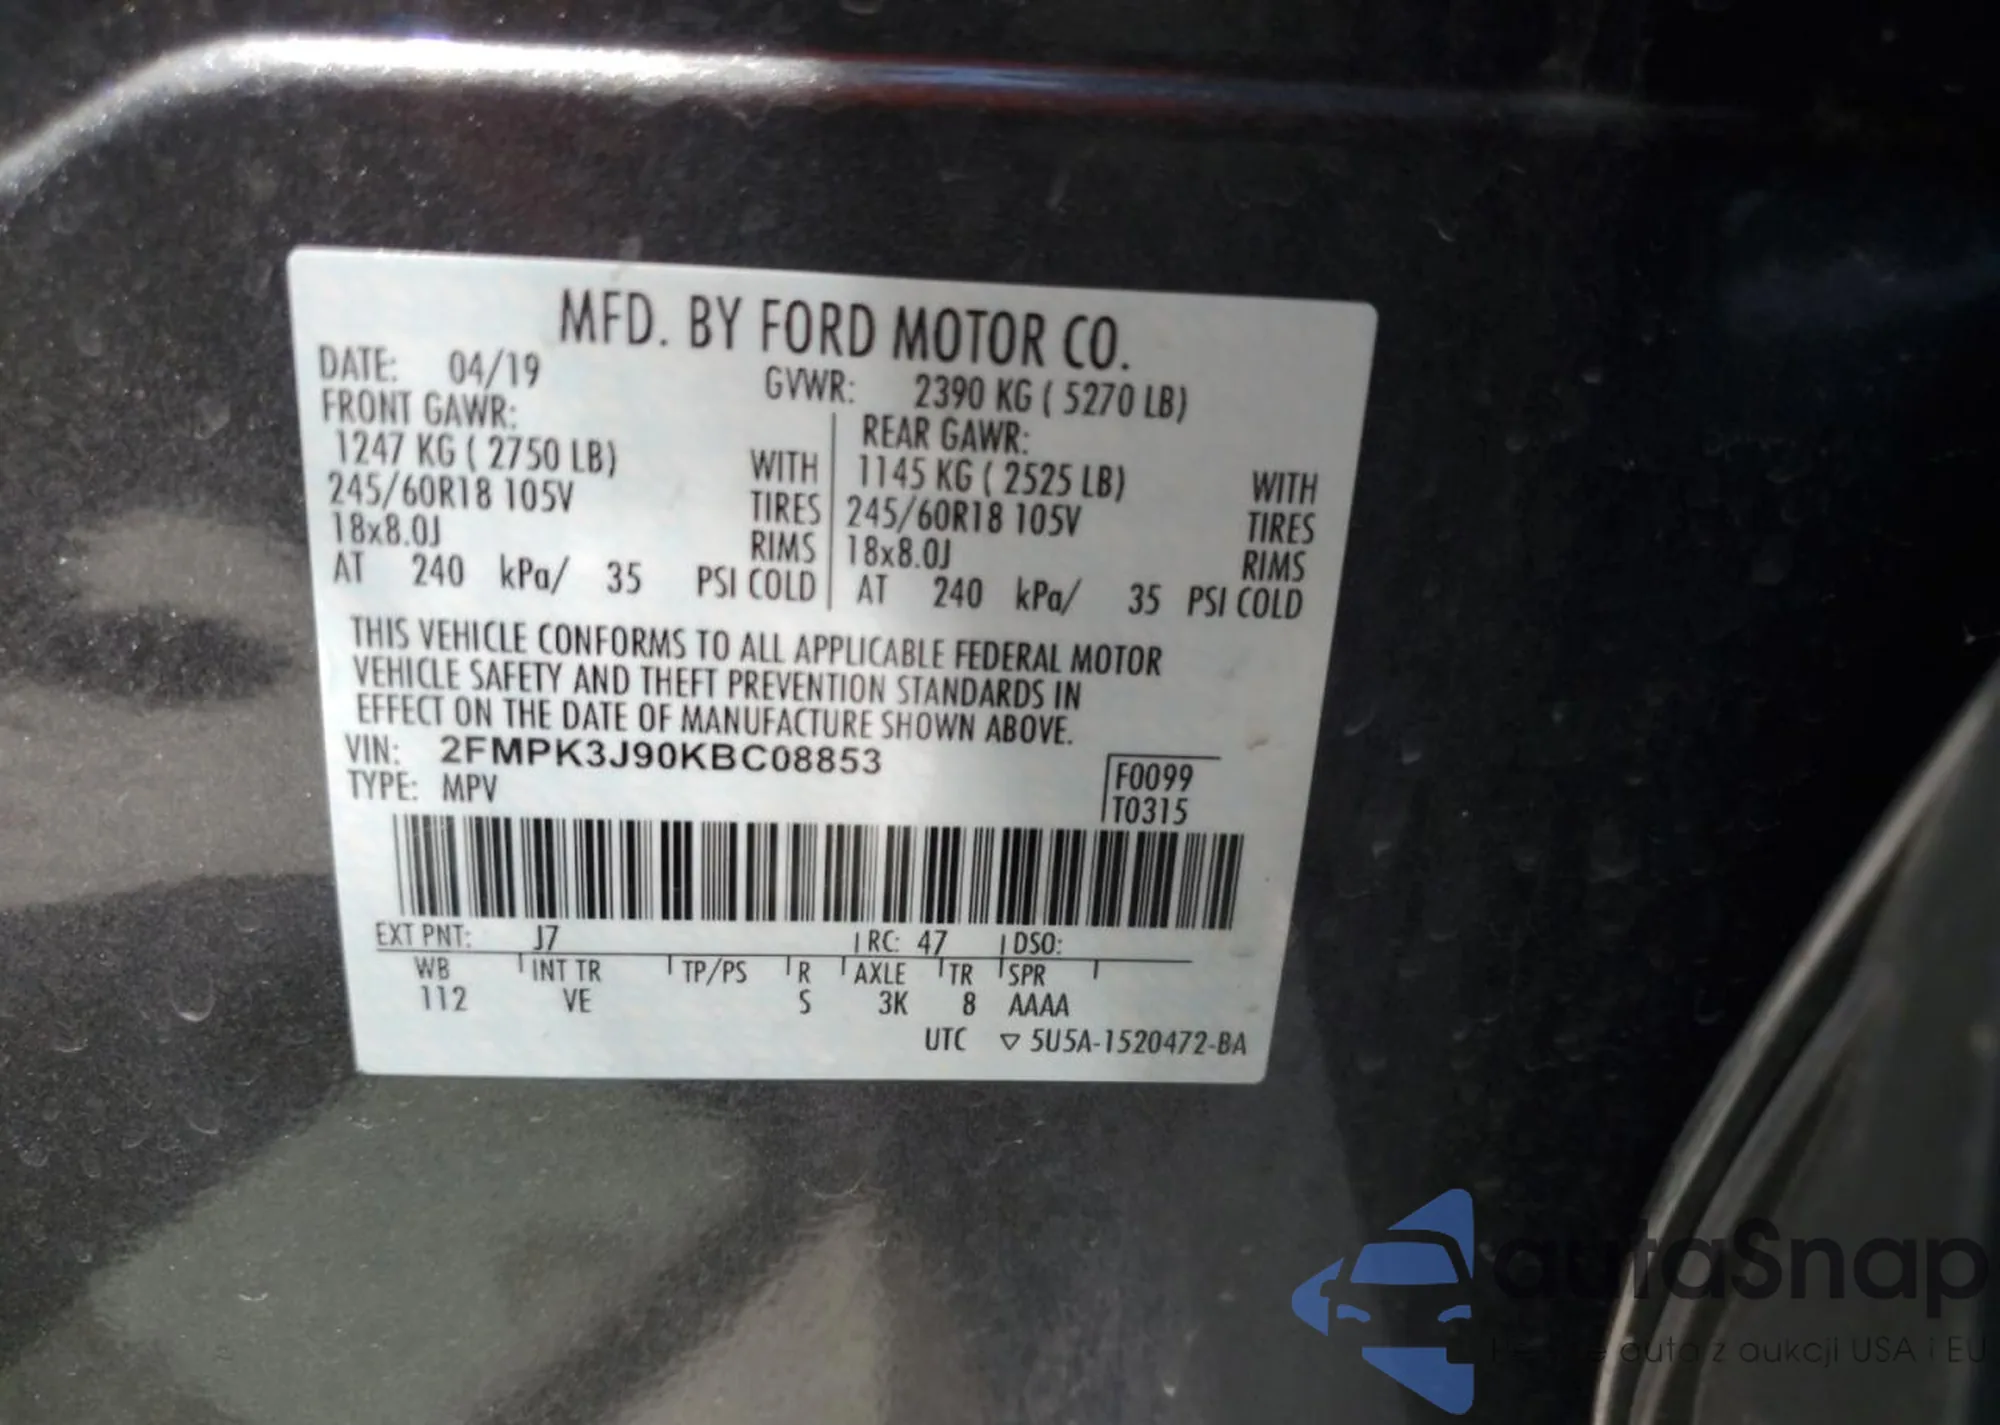 MFD. BY FORD MOTOR CO.
DATE: 04/19 GVWR: 2390 KG ( 5270 LB)
FRONT GAWR: REAR GAWR:
1247 KG ( 2750 LB) WITH 1145 KG ( 2525 LB) WITH
245/60R18 105V TIRES 245/60R18 105V TIRES
18x8.0J RIMS 18x8.0J RIMS
AT 240 kPa/ 35 PSI COLD AT 240 kPa/ 35 PSI COLD
THIS VEHICLE CONFORMS TO ALL APPLICABLE FEDERAL MOTOR
VEHICLE SAFETY AND THEFT PREVENTION STANDARDS IN
EFFECT ON THE DATE OF MANUFACTURE SHOWN ABOVE.
VIN: 2FMPK3J90KBC08853
TYPE: MPV
F0099
T0315
EXT PNT: J7 RC: 47 DSO:
WB INT TR TP/PS R AXLE TR SPR
112 VE S 3K 8 AAAA
UTC ▽ 5U5A-1520472-BA
autaSnap
auta z aukcji USA i EU